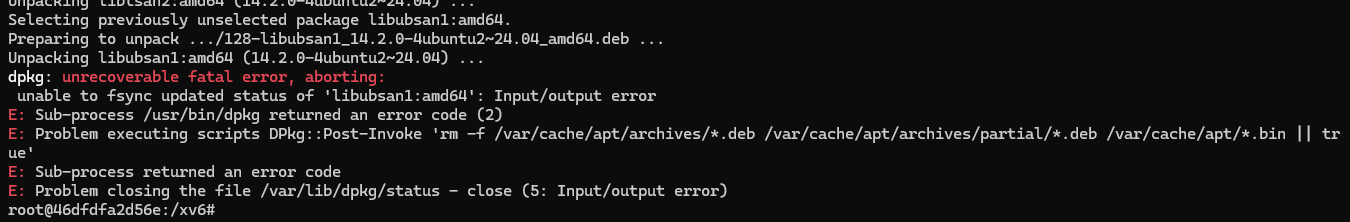 Unpacking libtsan2:amd64 (14.2.0-4ubuntu2~24.04) ...
Selecting previously unselected package libubsan1:amd64.
Preparing to unpack .../128-libubsan1_14.2.0-4ubuntu2~24.04_amd64.deb ...
Unpacking libubsan1:amd64 (14.2.0-4ubuntu2~24.04) ...
dpkg: unrecoverable fatal error, aborting:
 unable to fsync updated status of 'libubsan1:amd64': Input/output error
E: Sub-process /usr/bin/dpkg returned an error code (2)
E: Problem executing scripts DPkg::Post-Invoke 'rm -f /var/cache/apt/archives/*.deb /var/cache/apt/archives/partial/*.deb /var/cache/apt/*.bin || tr
ue'
E: Sub-process returned an error code
E: Problem closing the file /var/lib/dpkg/status - close (5: Input/output error)
root@46dfdfa2d56e:/xv6#